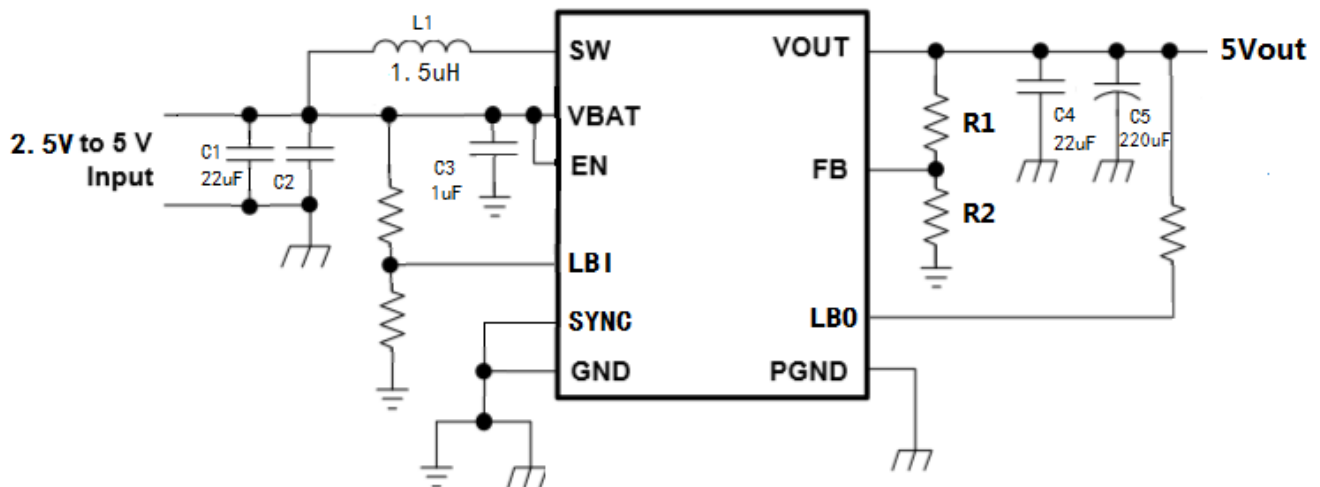 L1
1.5uH
SW
VOUT
5Vout
2.5V to 5 V
Input
C1
22uF
C2
C3
1uF
VBAT
EN
R1
C4
22uF
C5
220uF
FB
R2
LBI
SYNC
LBO
GND
PGND